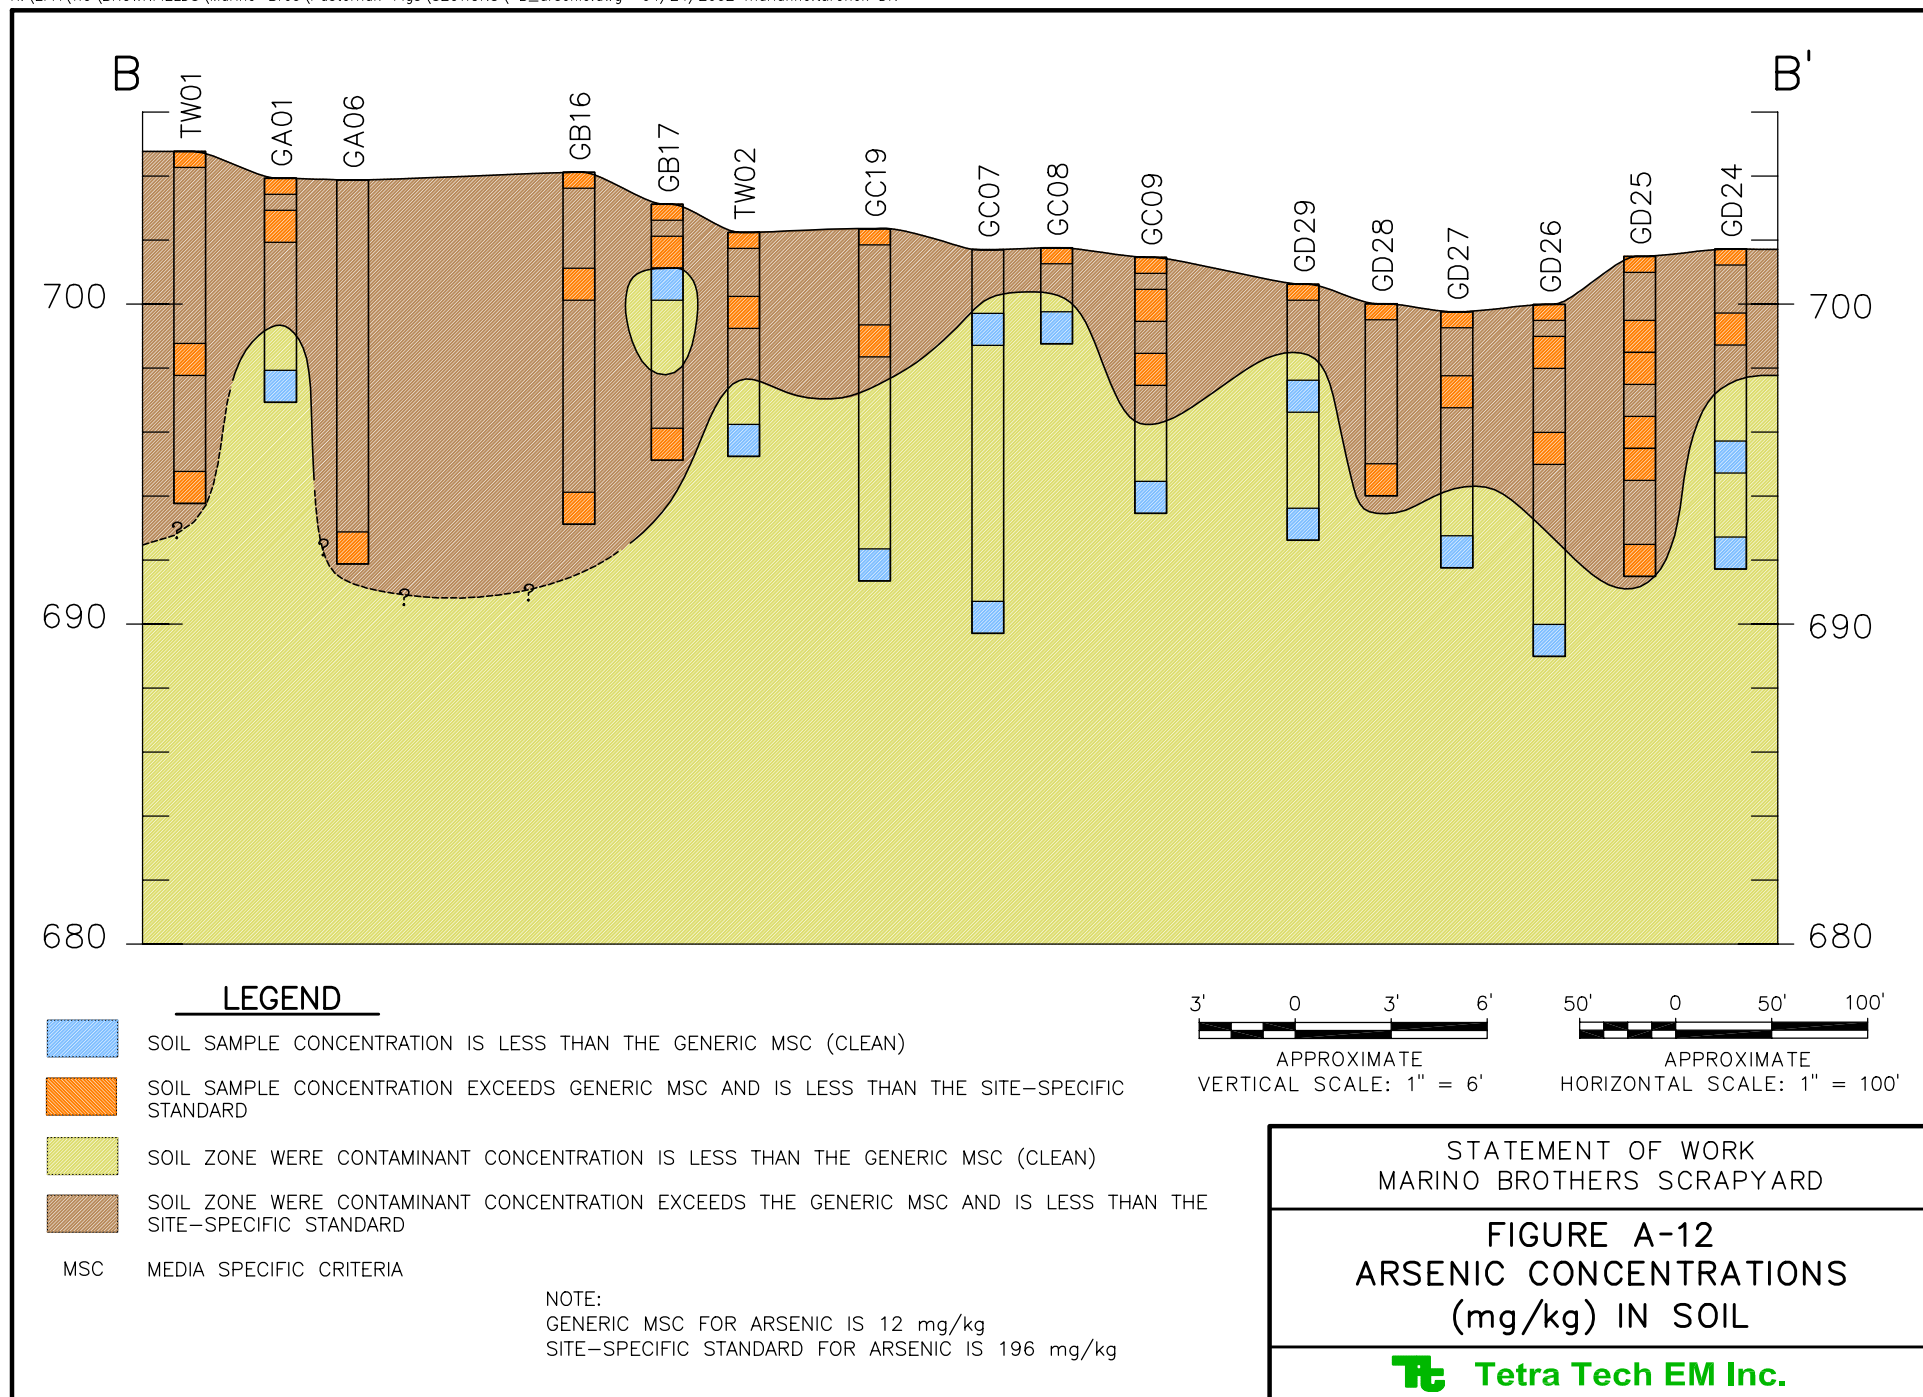 B
B'
TW01
GA01
GA06
GB16
GB17
TW02
GC19
GC07
GC08
GC09
GD29
GD28
GD27
GD26
GD25
GD24
700
700
690
690
680
680
?
?
?
?
LEGEND
SOIL SAMPLE CONCENTRATION IS LESS THAN THE GENERIC MSC (CLEAN)
SOIL SAMPLE CONCENTRATION EXCEEDS GENERIC MSC AND IS LESS THAN THE SITE-SPECIFIC
STANDARD
SOIL ZONE WERE CONTAMINANT CONCENTRATION IS LESS THAN THE GENERIC MSC (CLEAN)
SOIL ZONE WERE CONTAMINANT CONCENTRATION EXCEEDS THE GENERIC MSC AND IS LESS THAN THE
SITE-SPECIFIC STANDARD
MSC MEDIA SPECIFIC CRITERIA
NOTE:
GENERIC MSC FOR ARSENIC IS 12 mg/kg
SITE-SPECIFIC STANDARD FOR ARSENIC IS 196 mg/kg
3' 0 3' 6'
APPROXIMATE
VERTICAL SCALE: 1" = 6'
50' 0 50' 100'
APPROXIMATE
HORIZONTAL SCALE: 1" = 100'
STATEMENT OF WORK
MARINO BROTHERS SCRAPYARD
FIGURE A-12
ARSENIC CONCENTRATIONS
(mg/kg) IN SOIL
Tetra Tech EM Inc.